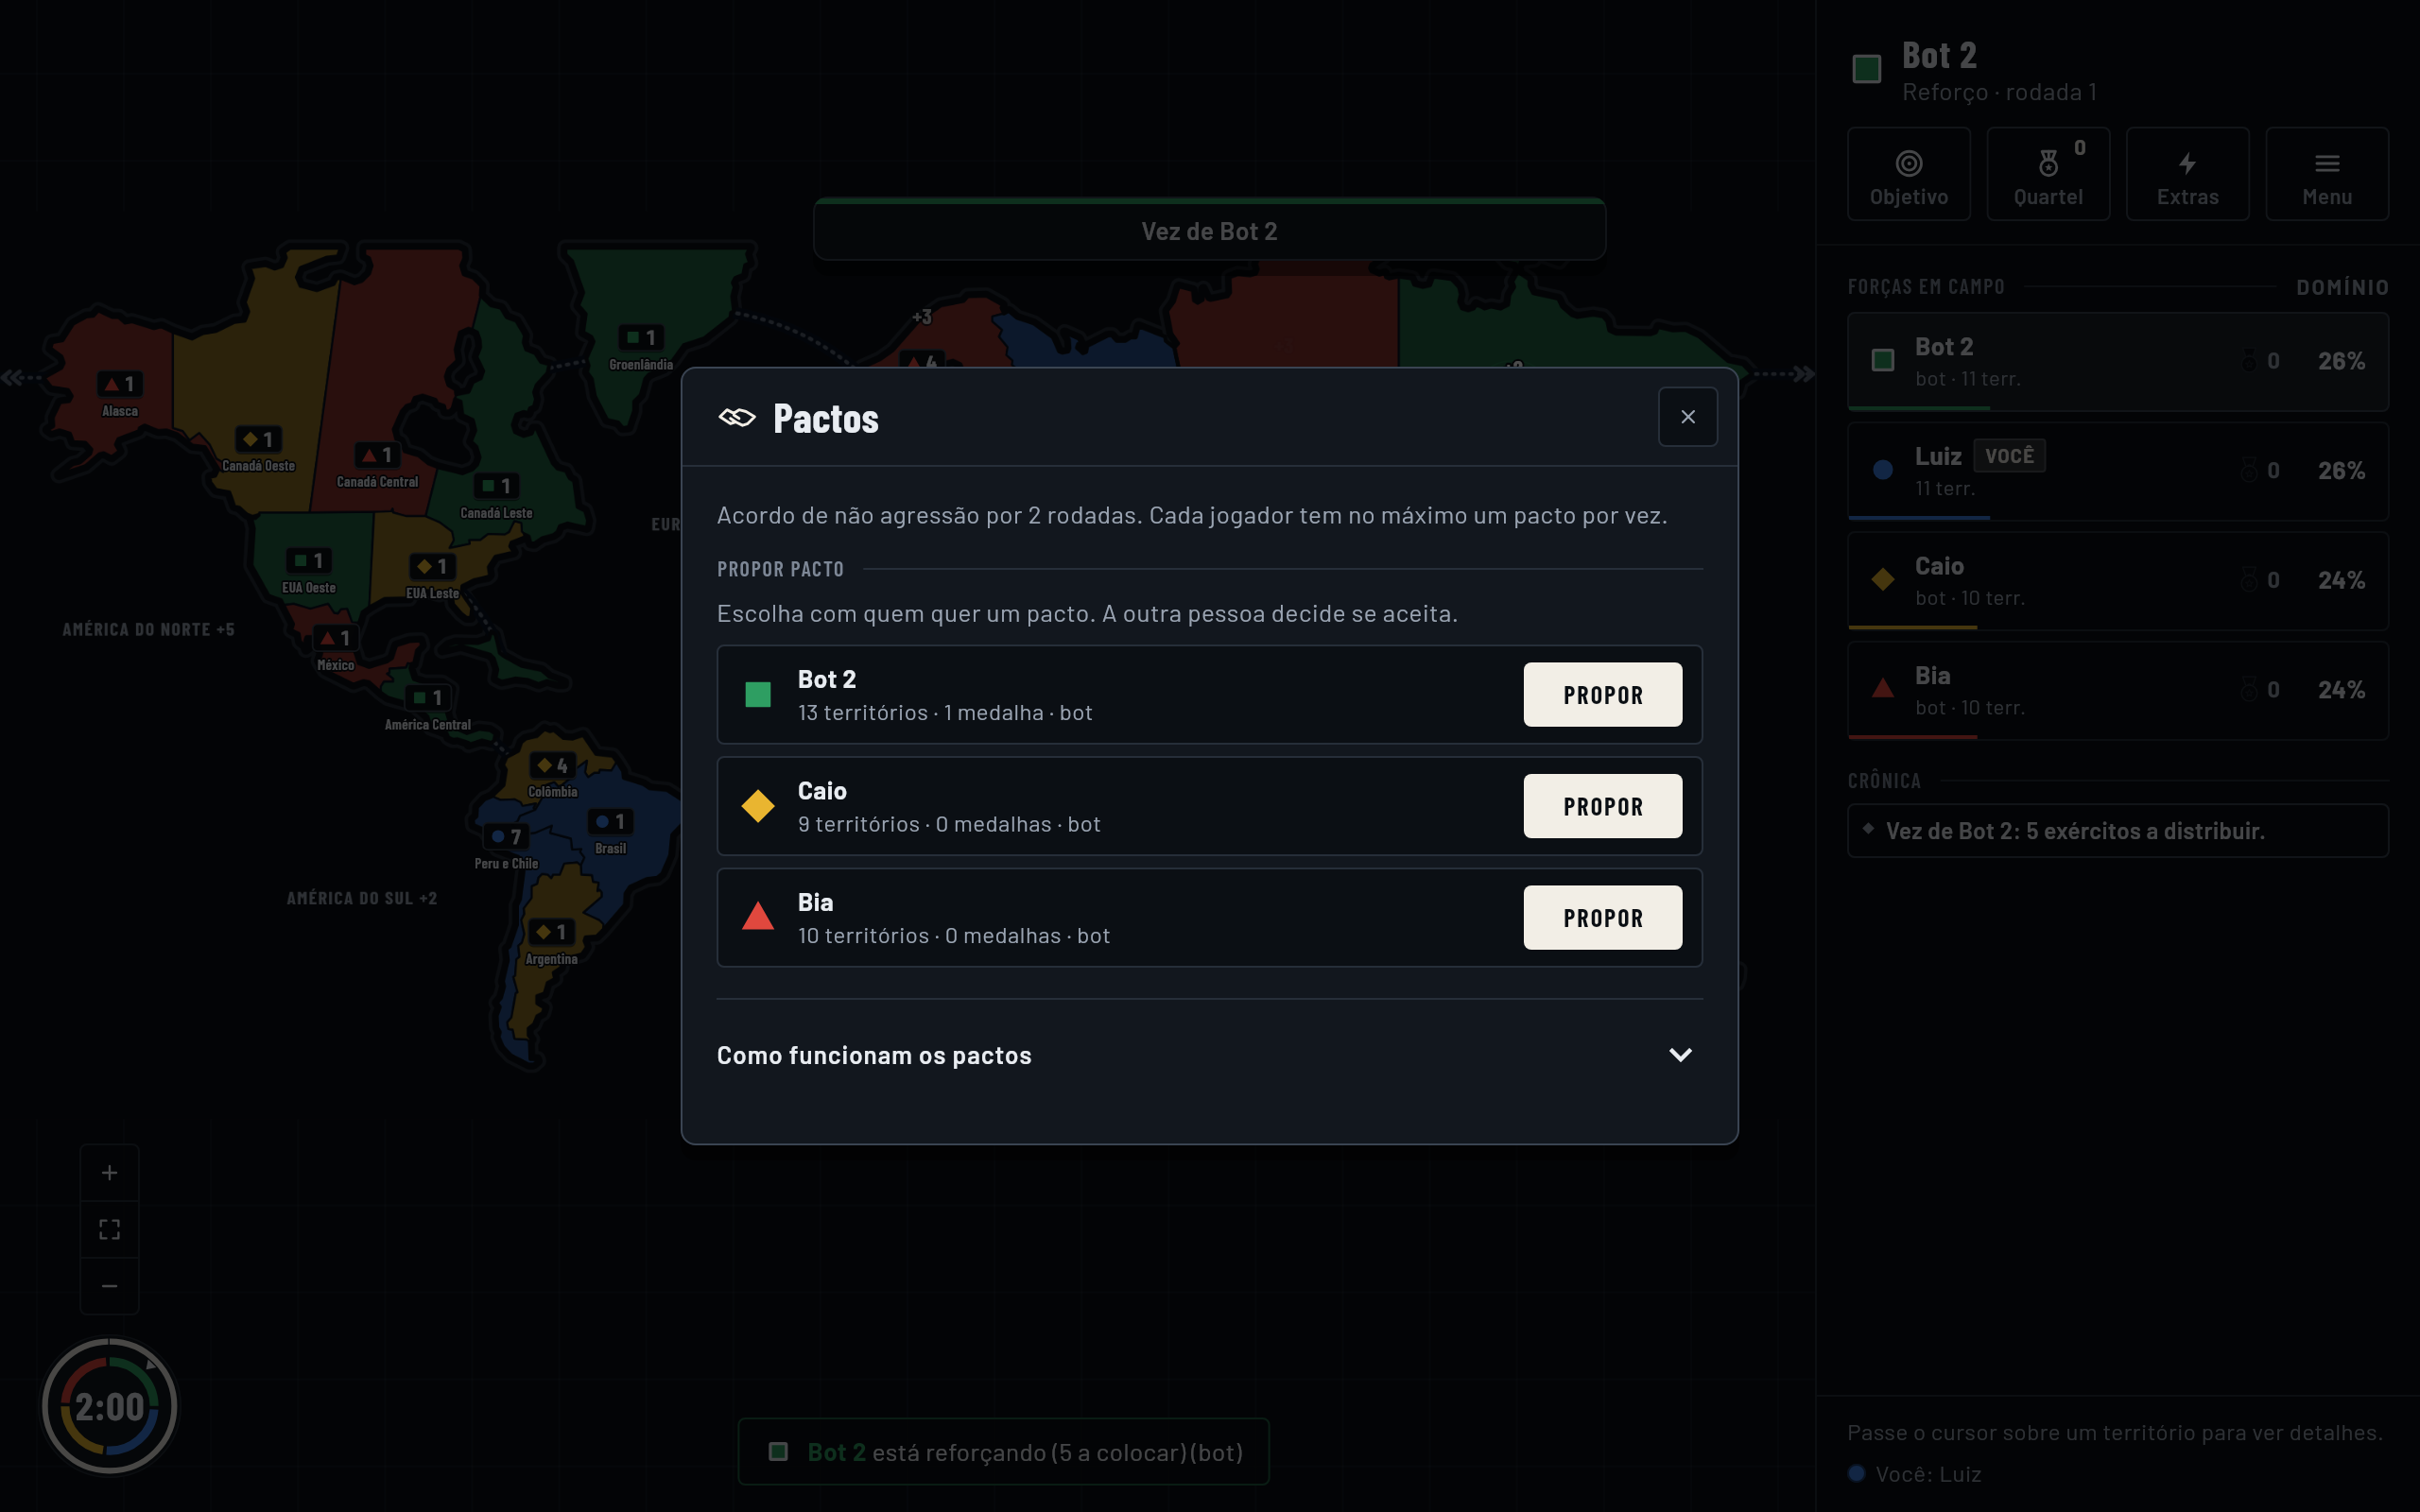 Bot 2
Reforço · rodada 1
Objetivo
0
Quartel
Extras
Menu
Vez de Bot 2
FORÇAS EM CAMPO
DOMÍNIO
Bot 2
bot · 11 terr.
0
26%
Luiz VOCÊ
11 terr.
0
26%
Caio
bot · 10 terr.
0
24%
Bia
bot · 10 terr.
0
24%
CRÔNICA
Vez de Bot 2: 5 exércitos a distribuir.
Passe o cursor sobre um território para ver detalhes.
Você: Luiz
+3
4
1
Groenlândia
1
Alasca
1
Canadá Oeste
1
Canadá Central
1
Canadá Leste
1
EUA Oeste
1
EUA Leste
AMÉRICA DO NORTE +5
1
México
1
América Central
4
Colômbia
1
Brasil
7
Peru e Chile
AMÉRICA DO SUL +2
1
Argentina
EUR
Pactos
Acordo de não agressão por 2 rodadas. Cada jogador tem no máximo um pacto por vez.
PROPOR PACTO
Escolha com quem quer um pacto. A outra pessoa decide se aceita.
Bot 2
13 territórios · 1 medalha · bot
PROPOR
Caio
9 territórios · 0 medalhas · bot
PROPOR
Bia
10 territórios · 0 medalhas · bot
PROPOR
Como funcionam os pactos
2:00
Bot 2 está reforçando (5 a colocar) (bot)